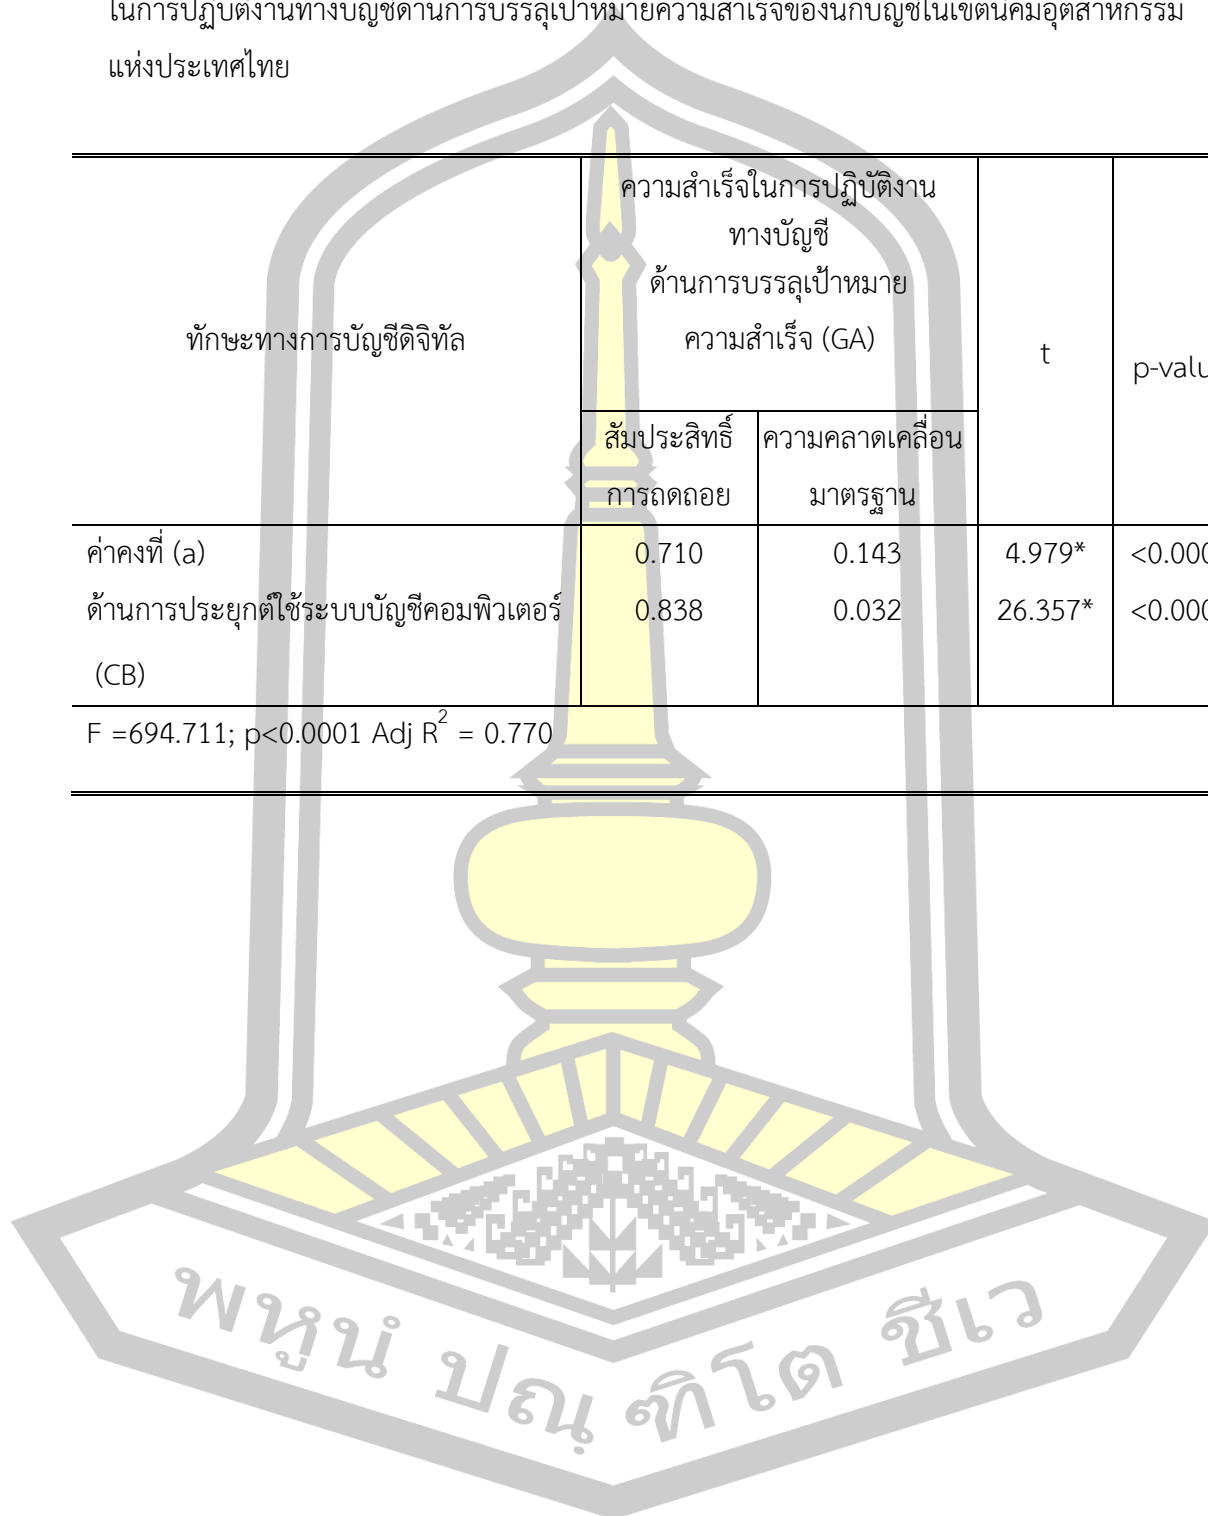 ในการปฏิบัติงานทางบัญชีด้านการบรรลุเป้าหมายความสำเร็จของนักบัญชีในเขตนิคมอุตสาหกรรม
แห่งประเทศไทย
ทักษะทางการบัญชีดิจิทัล
ความสำเร็จในการปฏิบัติงาน
ทางบัญชี
ด้านการบรรลุเป้าหมาย
ความสำเร็จ (GA)
t
p-valu
สัมประสิทธิ์
การถดถอย
ความคลาดเคลื่อน
มาตรฐาน
ค่าคงที่ (a) 0.710 0.143 4.979* <0.000
ด้านการประยุกต์ใช้ระบบบัญชีคอมพิวเตอร์ 0.838 0.032 26.357* <0.000
(CB)
F =694.711; p<0.0001 Adj R² = 0.770
พหูนํ ปณฺฑิโต ชีเว